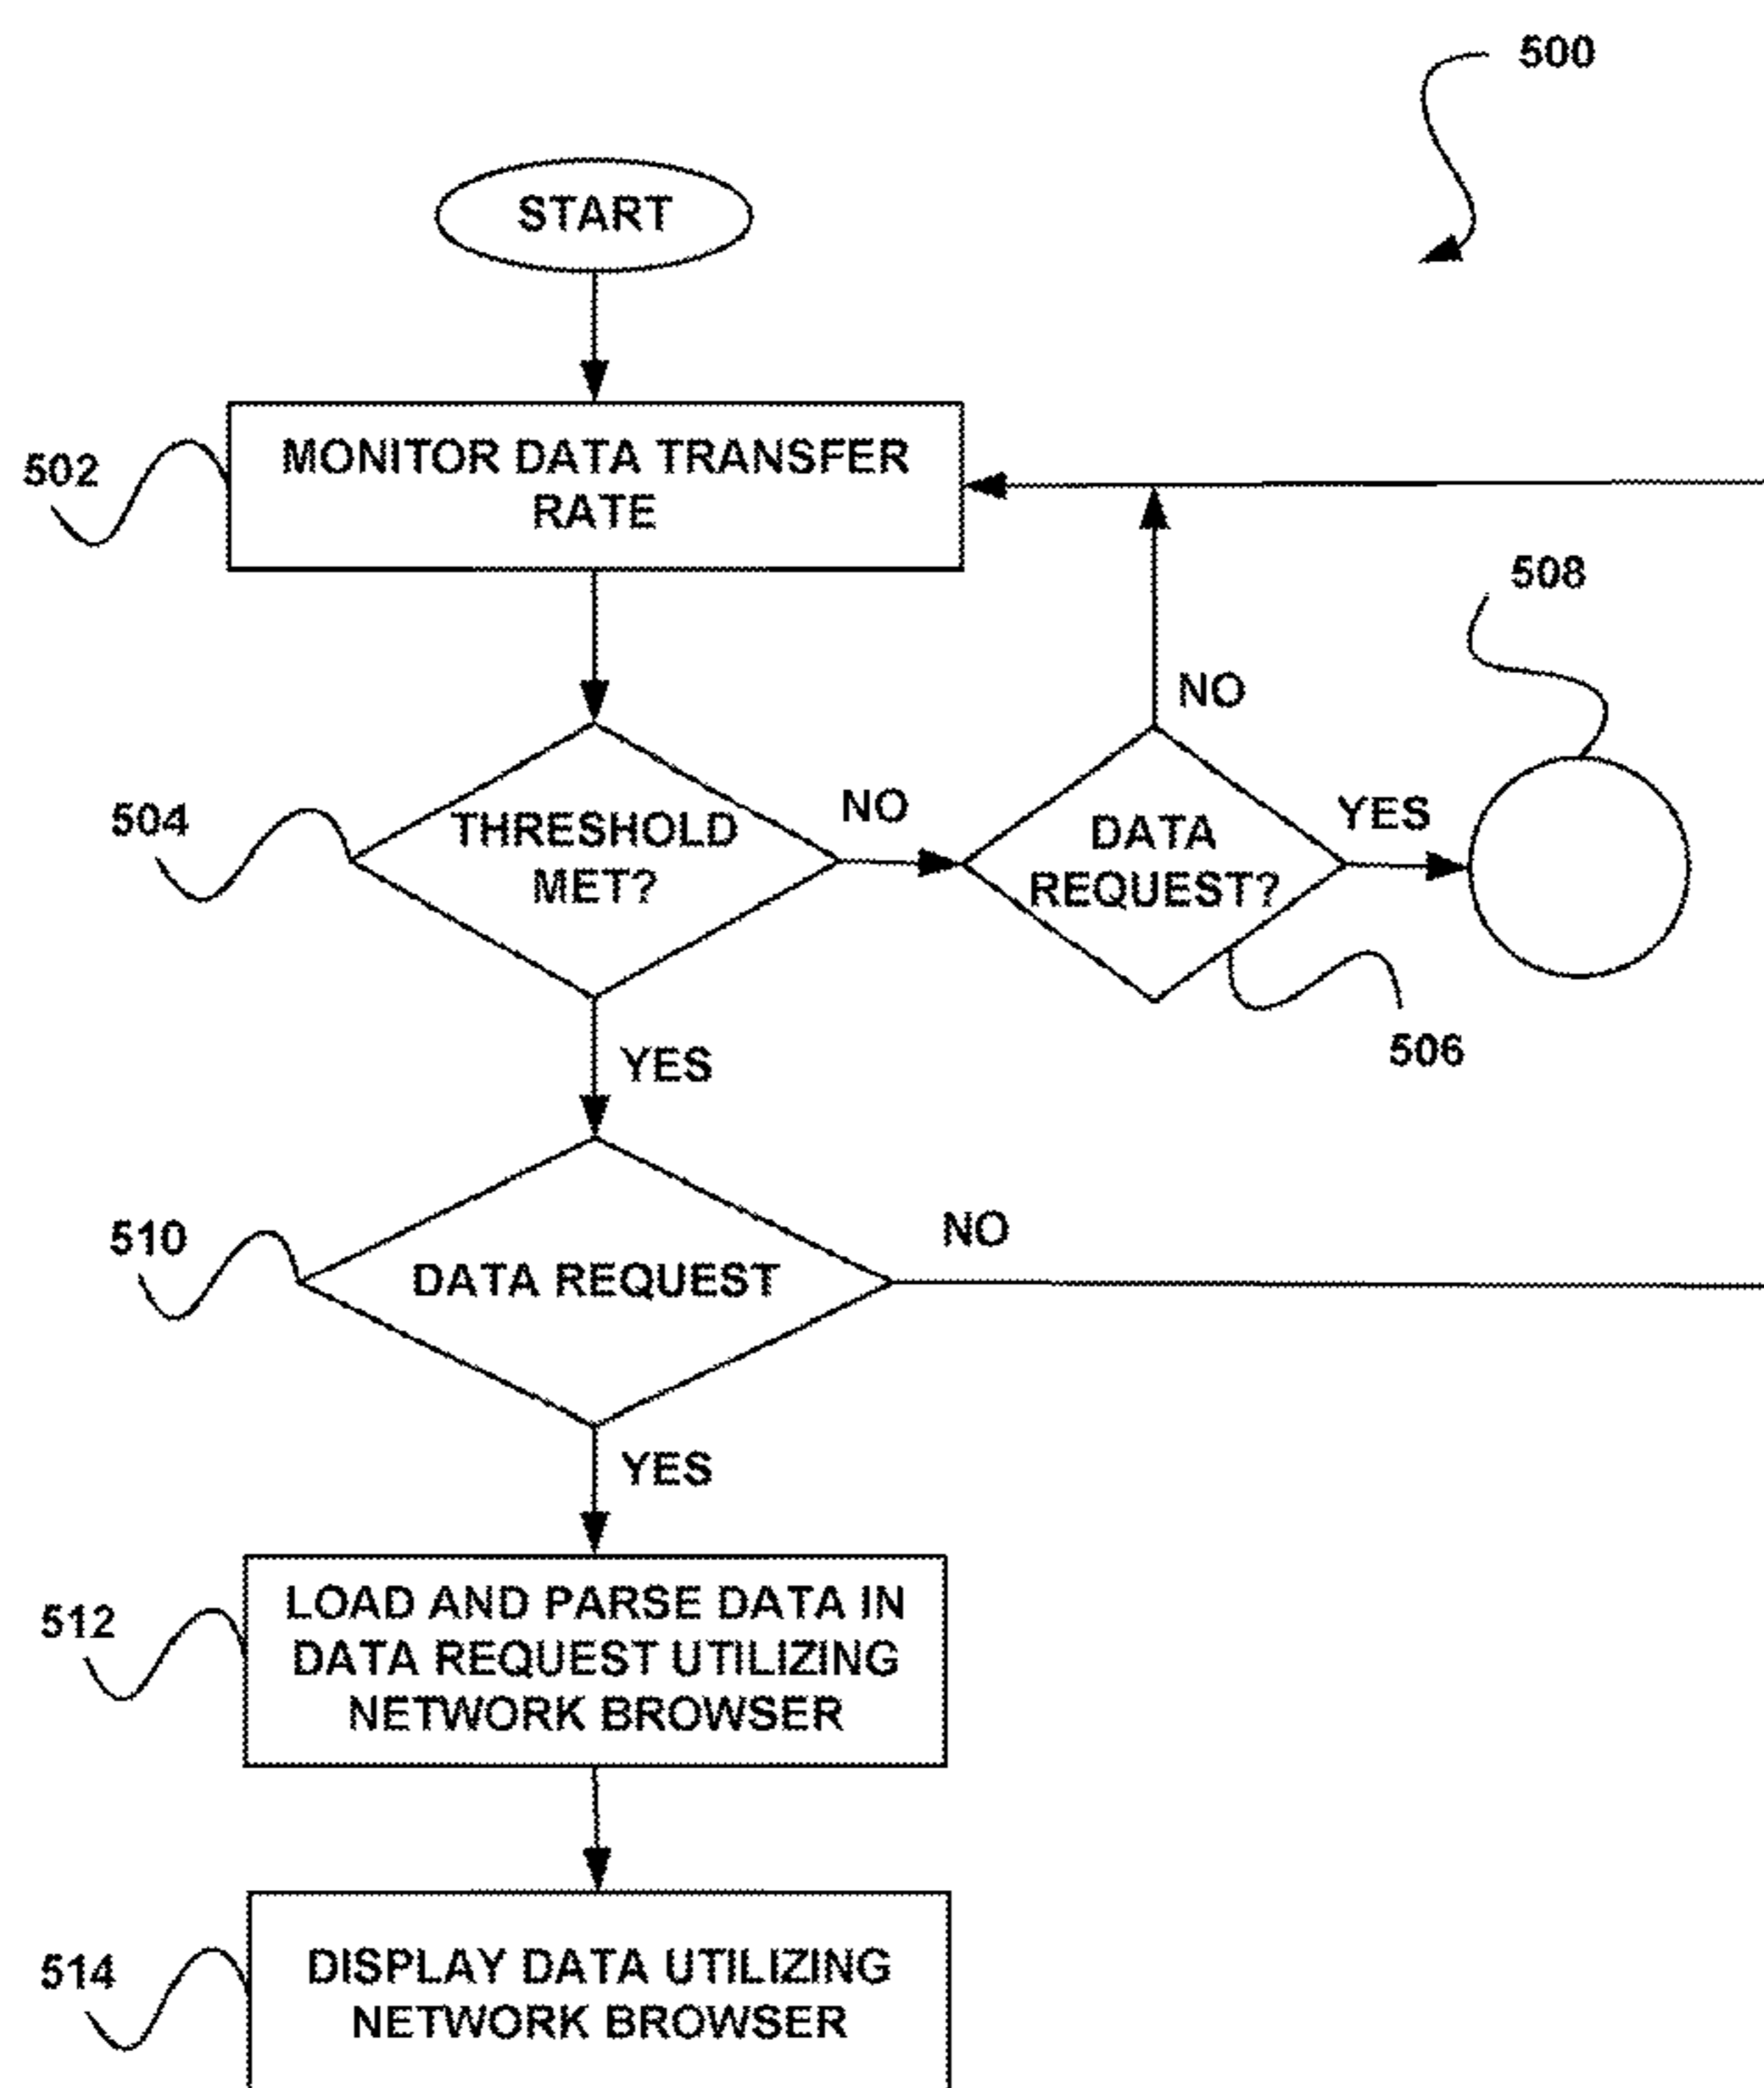 500
START
502
MONITOR DATA TRANSFER
RATE
508
NO
504
THRESHOLD
MET?
NO
DATA
REQUEST?
YES
506
YES
510
DATA REQUEST
NO
YES
512
LOAD AND PARSE DATA IN
DATA REQUEST UTILIZING
NETWORK BROWSER
514
DISPLAY DATA UTILIZING
NETWORK BROWSER